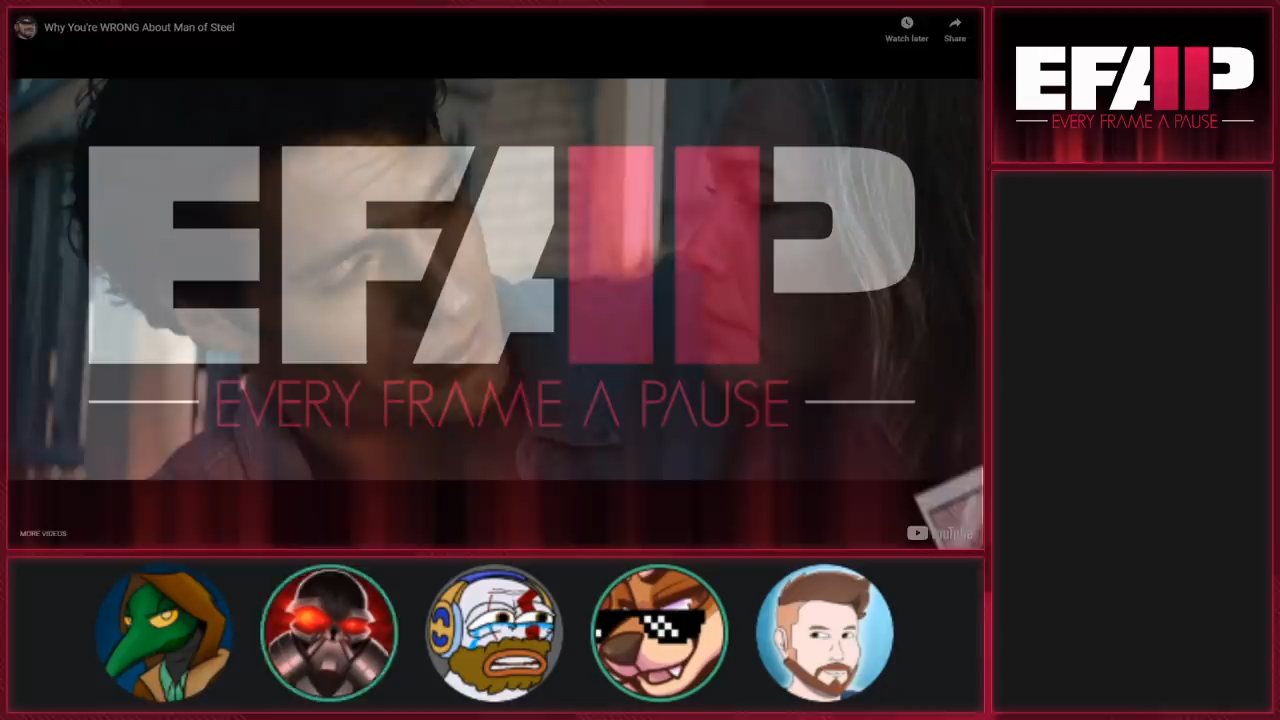 Why You're WRONG About Man of Steel
Watch later
Share
EFAP
EVERY FRAME A PAUSE
EFAP
EVERY FRAME A PAUSE
MORE VIDEOS
YouTube